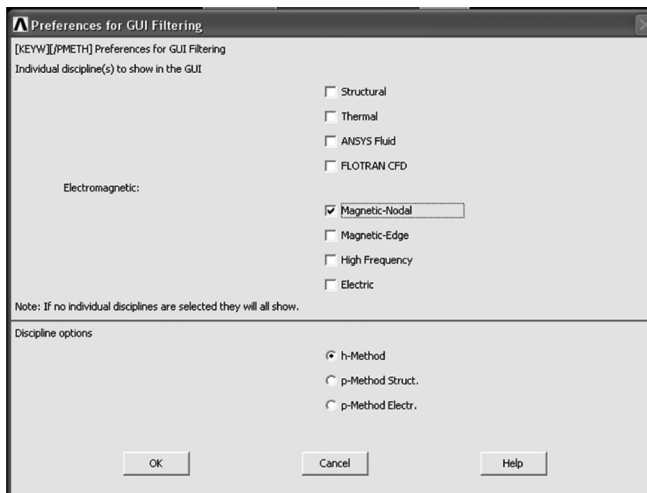 Preferences for GUI Filtering
[KEYW][/PMETH] Preferences for GUI Filtering
Individual discipline(s) to show in the GUI
Structural
Thermal
ANSYS Fluid
FLOTRAN CFD
Electromagnetic:
Magnetic-Nodal
Magnetic-Edge
High Frequency
Electric
Note: If no individual disciplines are selected they will all show.
Discipline options
h-Method
p-Method Struct.
p-Method Electr.
OK Cancel Help